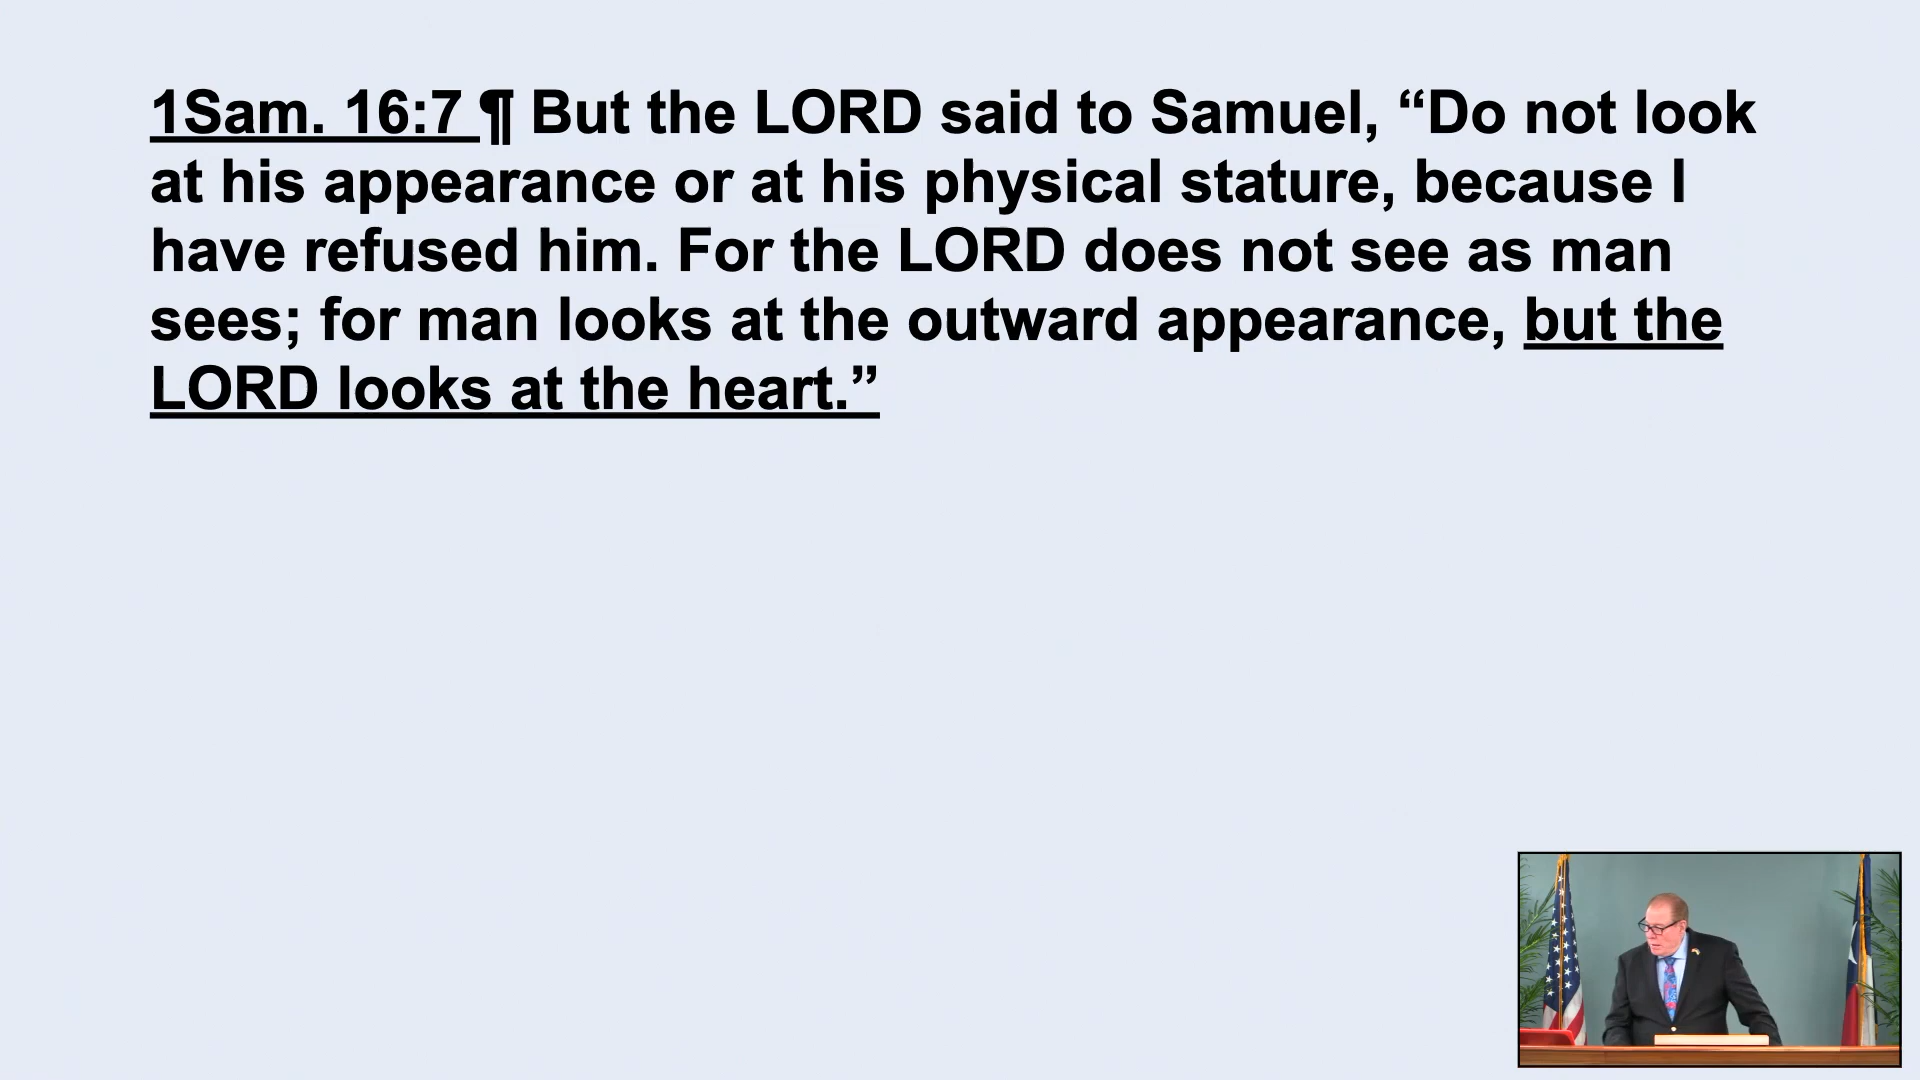 1Sam. 16:7 ¶ But the LORD said to Samuel, “Do not look
at his appearance or at his physical stature, because I
have refused him. For the LORD does not see as man
sees; for man looks at the outward appearance, but the
LORD looks at the heart.”